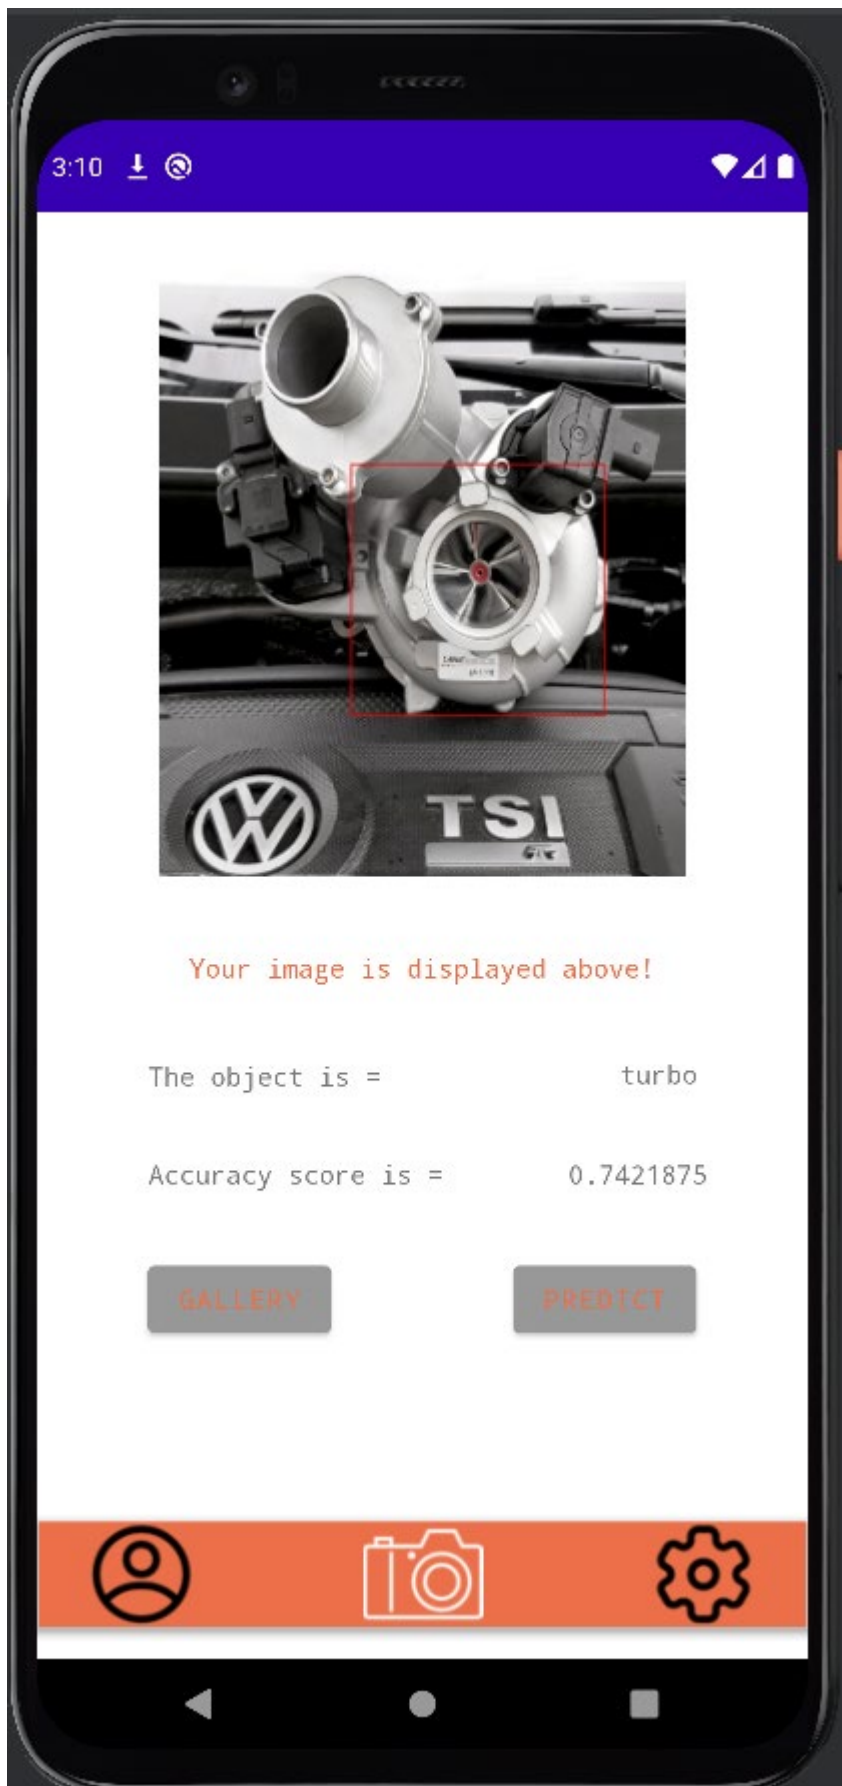 3:10
VW
TSI
Your image is displayed above!
The object is = turbo
Accuracy score is = 0.7421875
GALLERY PREDICT